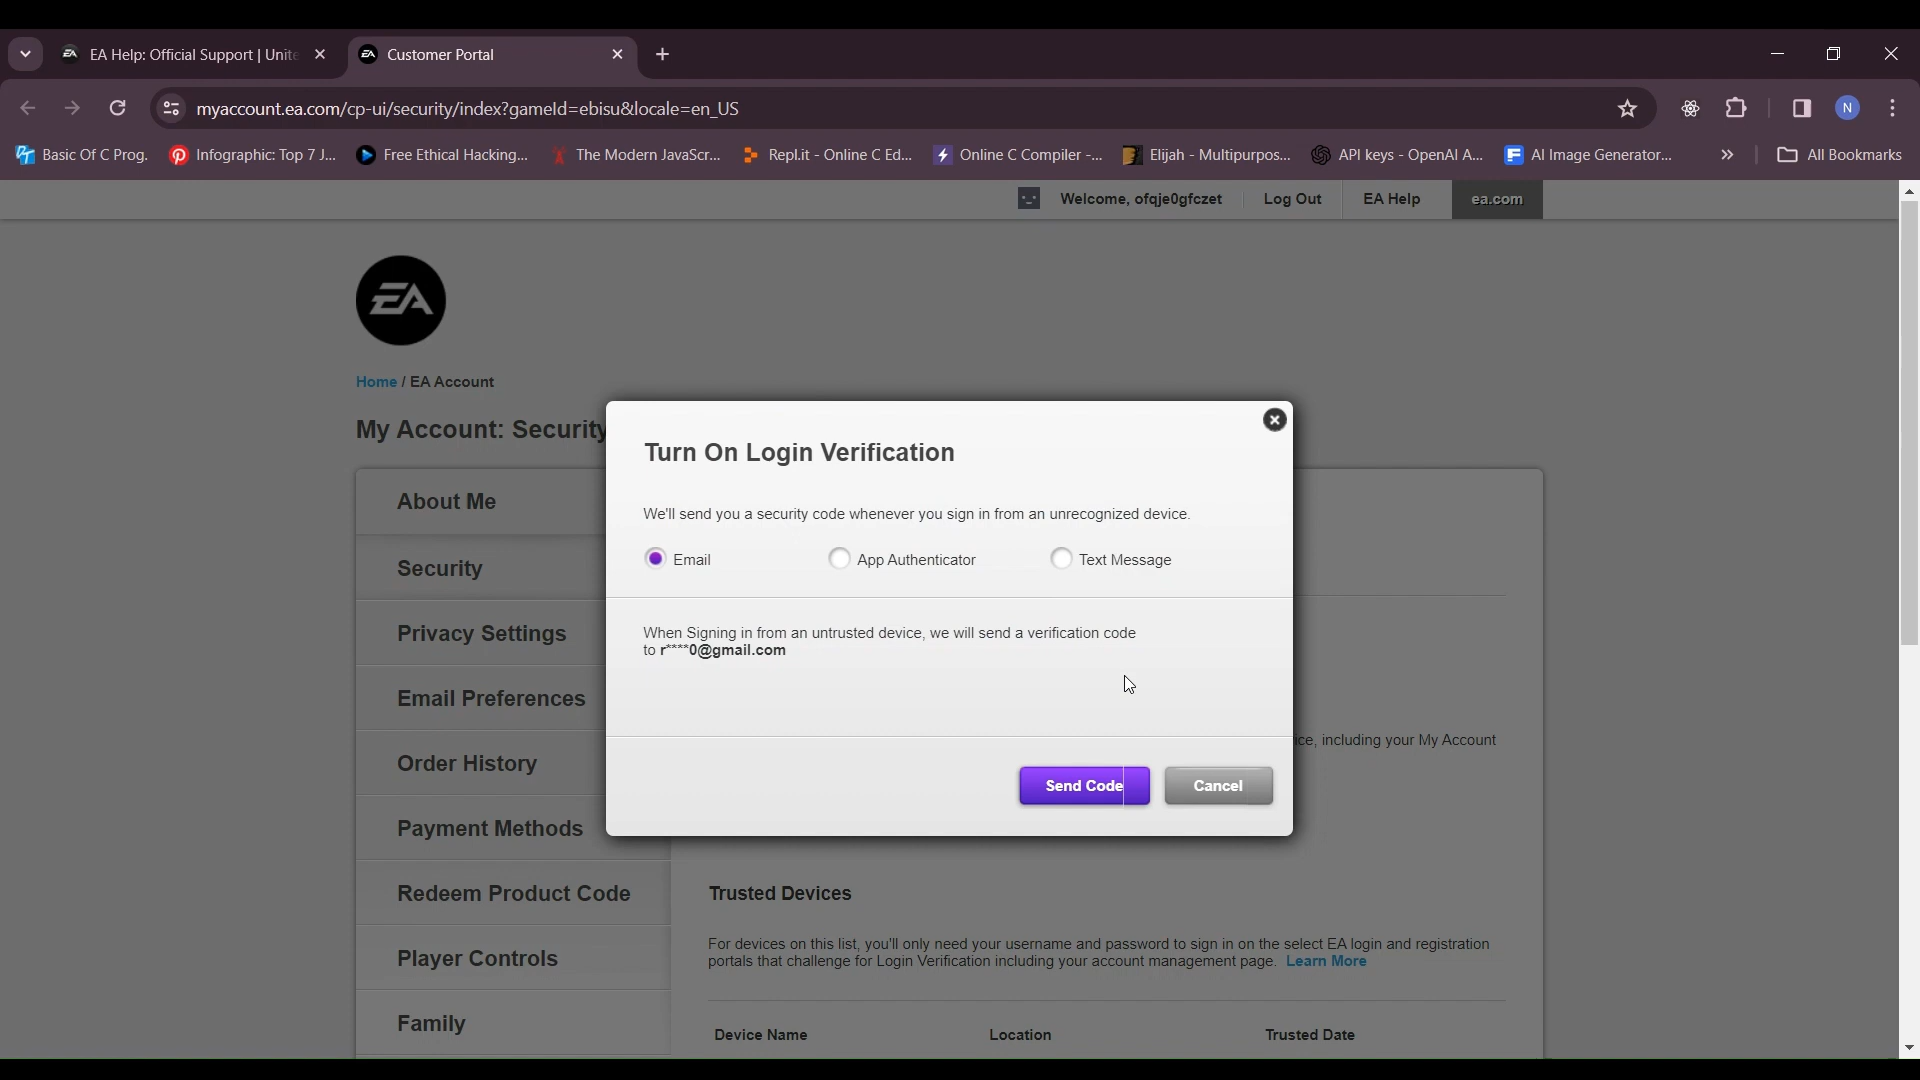 EA Help: Official Support | Unite
Customer Portal
myaccount.ea.com/cp-ui/security/index?gameId=ebisu&locale=en_US
N
Basic Of C Prog.
Infographic: Top 7 J...
Free Ethical Hacking...
The Modern JavaScr...
Repl.it - Online C Ed...
Online C Compiler -...
Elijah - Multipurpos...
API keys - OpenAI A...
AI Image Generator...
All Bookmarks
Welcome, ofqje0gfczet
Log Out
EA Help
ea.com
EA
Home / EA Account
My Account: Security
Turn On Login Verification
We'll send you a security code whenever you sign in from an unrecognized device.
Email
App Authenticator
Text Message
When Signing in from an untrusted device, we will send a verification code
to r****0@gmail.com
Send Code
Cancel
About Me
Security
Privacy Settings
Email Preferences
Order History
Payment Methods
Redeem Product Code
Player Controls
Family
ice, including your My Account
Trusted Devices
For devices on this list, you'll only need your username and password to sign in on the select EA login and registration
portals that challenge for Login Verification including your account management page. Learn More
Device Name
Location
Trusted Date